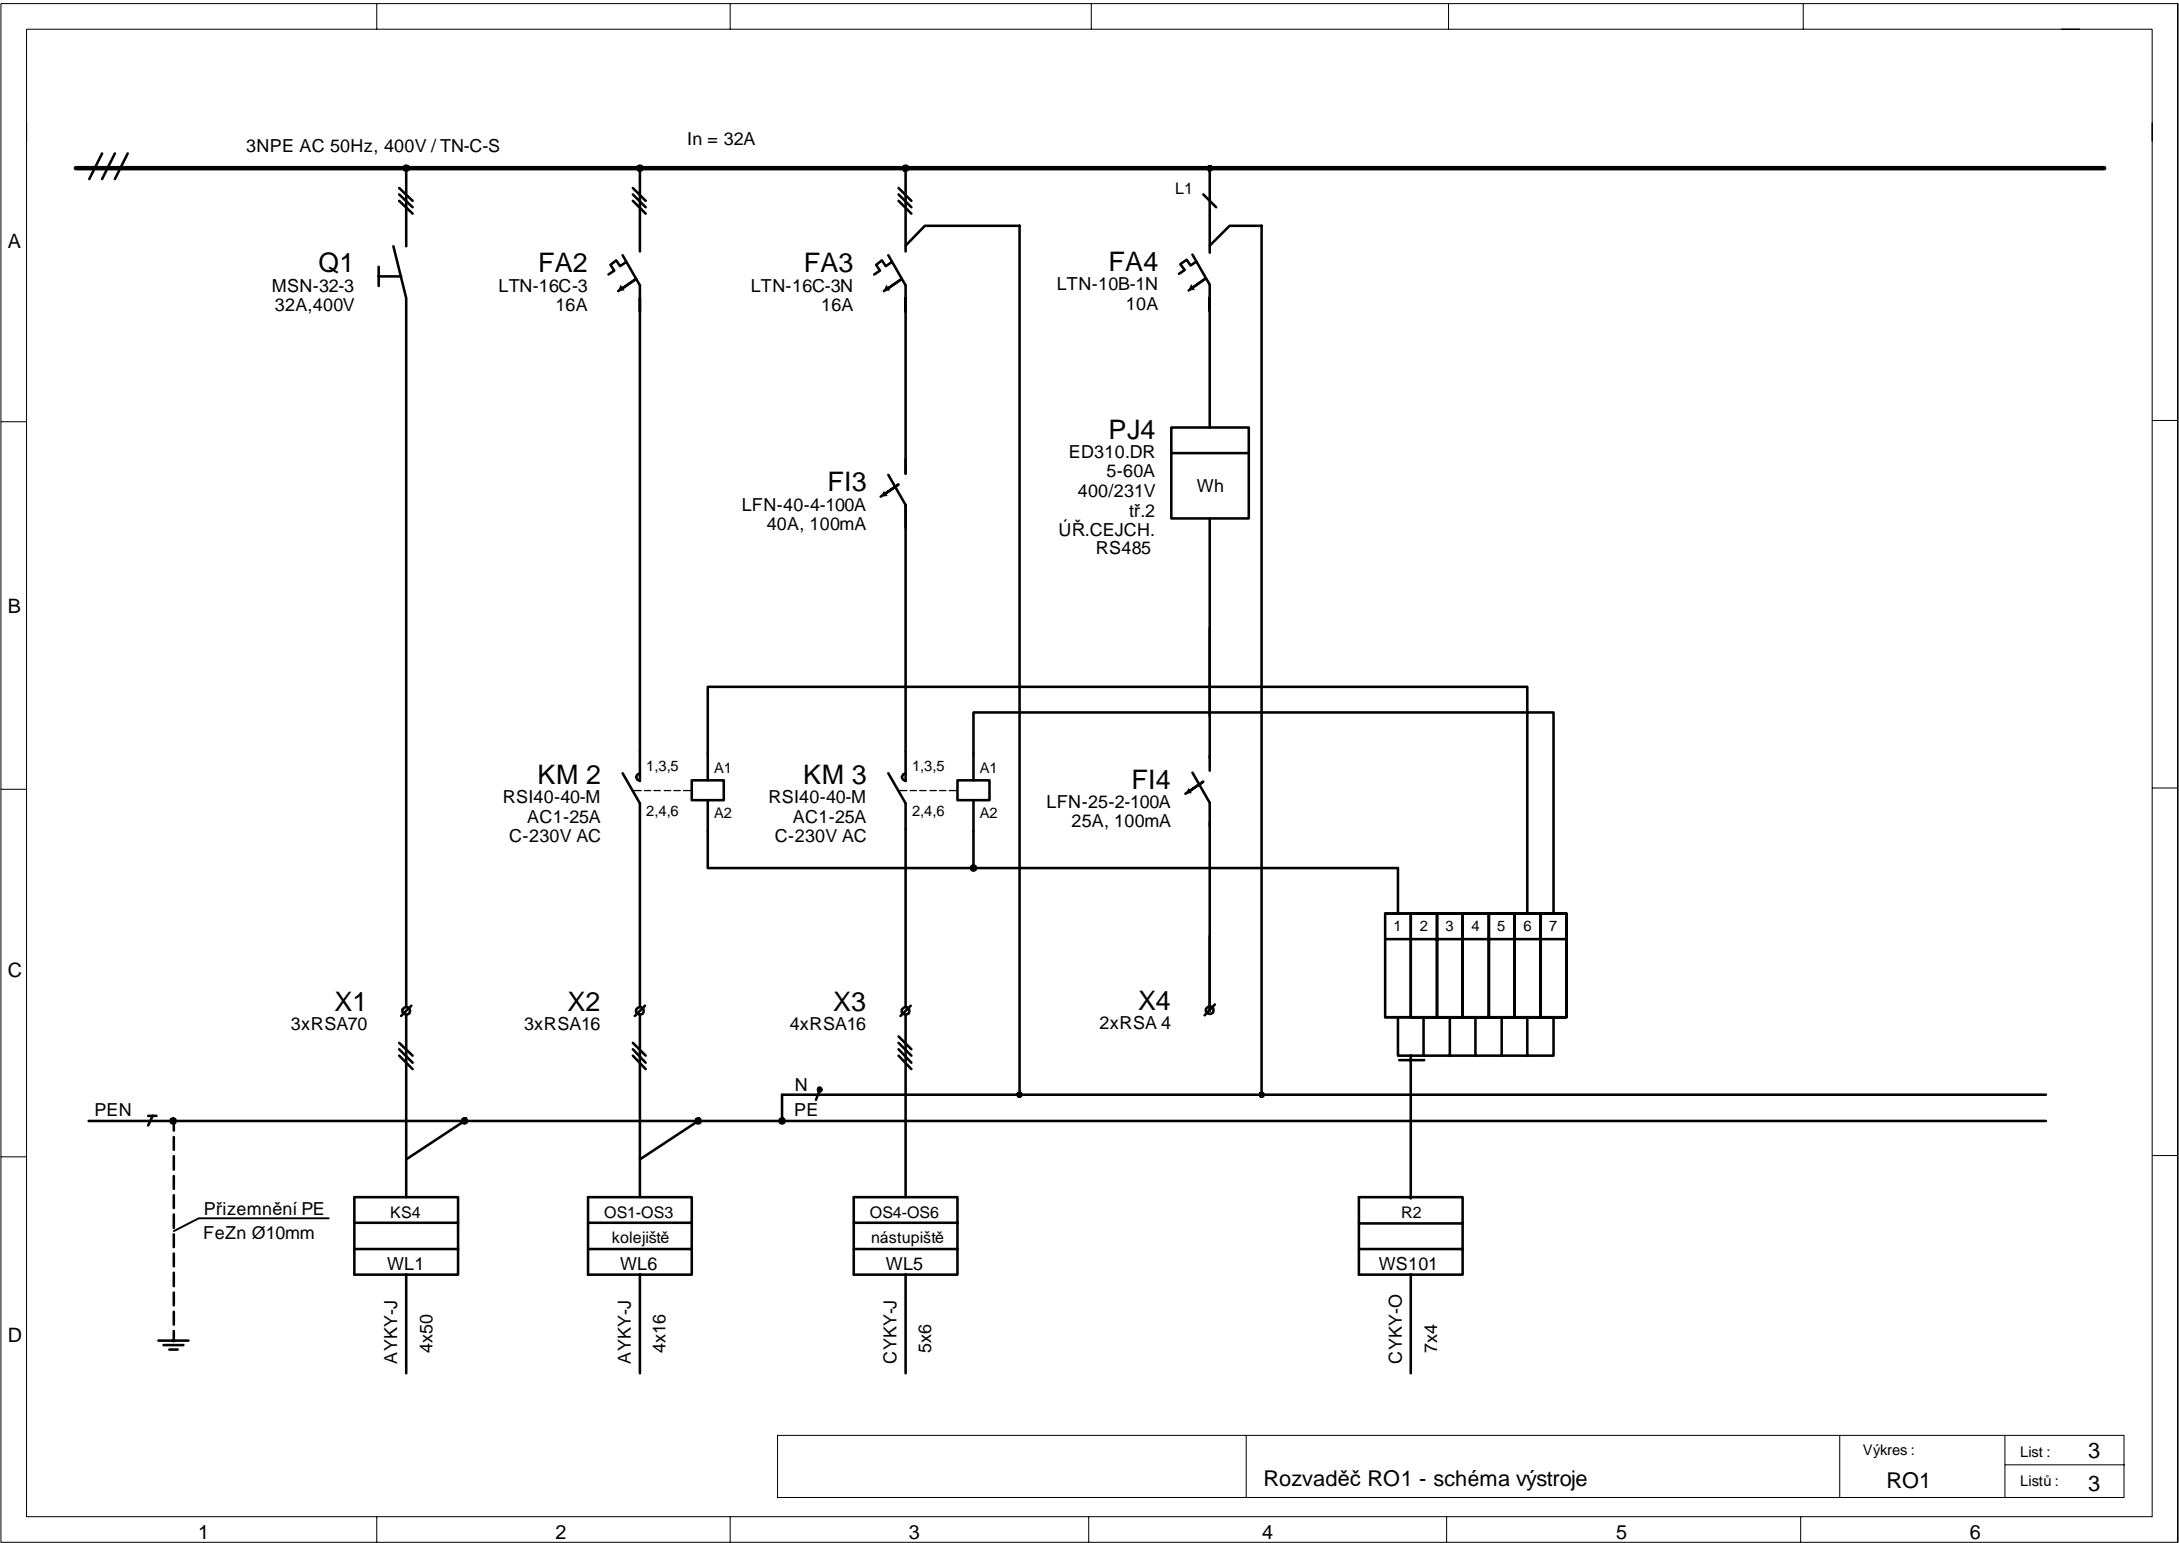 3NPE AC 50Hz, 400V / TN-C-S
In = 32A
L1
A
Q1
MSN-32-3
32A,400V
FA2
LTN-16C-3
16A
FA3
LTN-16C-3N
16A
FA4
LTN-10B-1N
10A
PJ4
ED310.DR
5-60A
400/231V
tř.2
ÚŘ.CEJCH.
RS485
Wh
FI3
LFN-40-4-100A
40A, 100mA
B
KM 2
RSI40-40-M
AC1-25A
C-230V AC
1,3,5
2,4,6
A1
A2
KM 3
RSI40-40-M
AC1-25A
C-230V AC
1,3,5
2,4,6
A1
A2
FI4
LFN-25-2-100A
25A, 100mA
1 2 3 4 5 6 7
C
X1
3xRSA70
X2
3xRSA16
X3
4xRSA16
X4
2xRSA 4
N
PEN
PE
Přizemnění PE
FeZn Ø10mm
KS4
WL1
OS1-OS3
kolejiště
WL6
OS4-OS6
nástupiště
WL5
R2
WS101
D
AYKY-J
4x50
AYKY-J
4x16
CYKY-J
5x6
CYKY-O
7x4
Rozvaděč RO1 - schéma výstroje
Výkres :
RO1
List : 3
Listů : 3
1 2 3 4 5 6